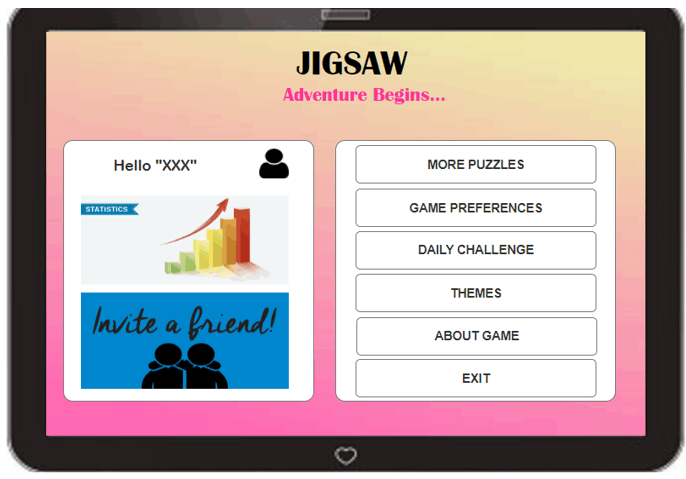 JIGSAW
Adventure Begins...
Hello "XXX"
STATISTICS
Invite a friend!
MORE PUZZLES
GAME PREFERENCES
DAILY CHALLENGE
THEMES
ABOUT GAME
EXIT